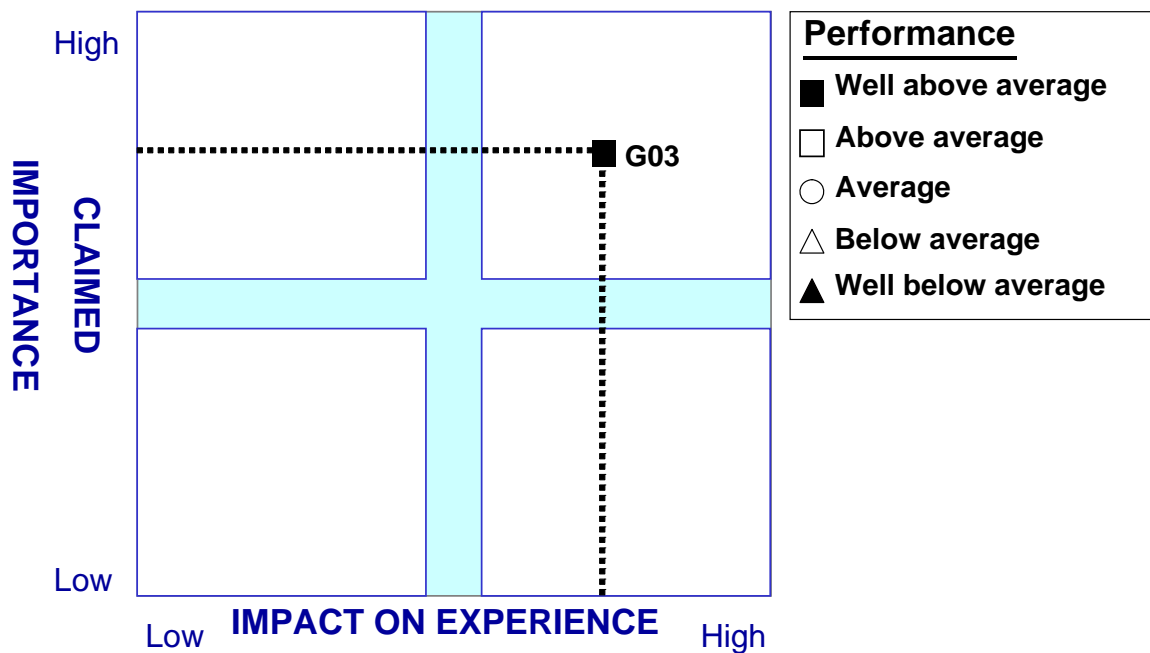 High
IMPORTANCE
CLAIMED
Low
Low
IMPACT ON EXPERIENCE
High
G03
Performance
Well above average
Above average
Average
Below average
Well below average